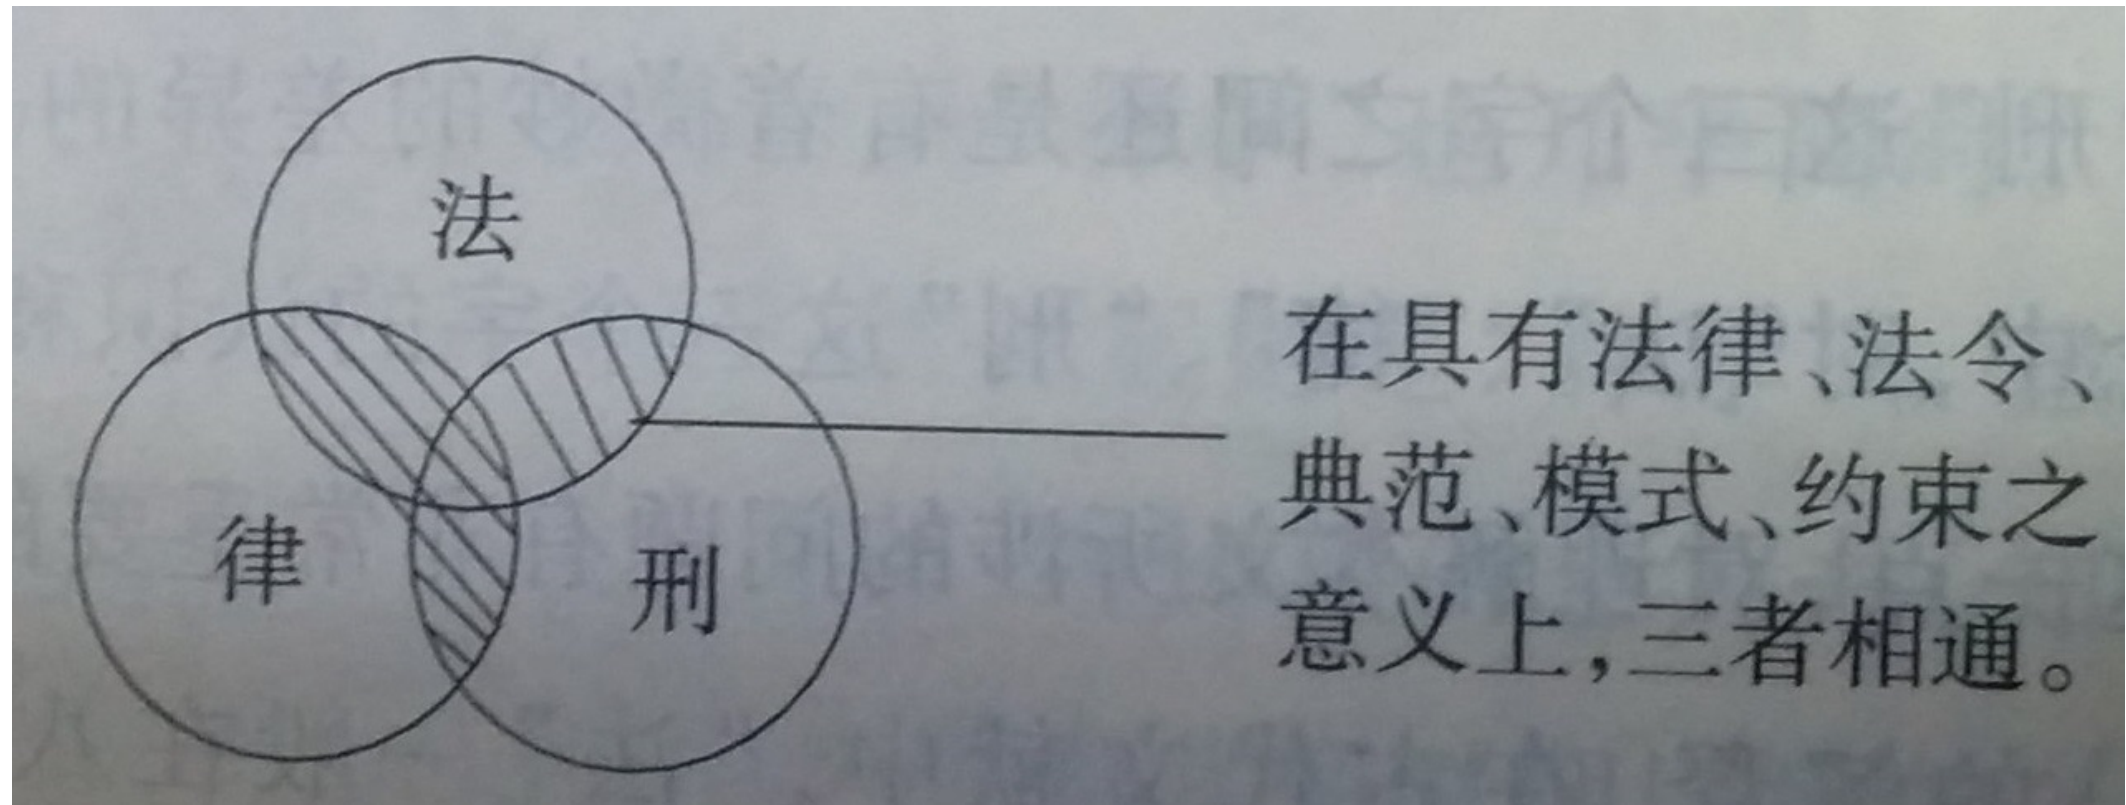 法
律
刑
在具有法律、法令、
典范、模式、约束之
意义上,三者相通。